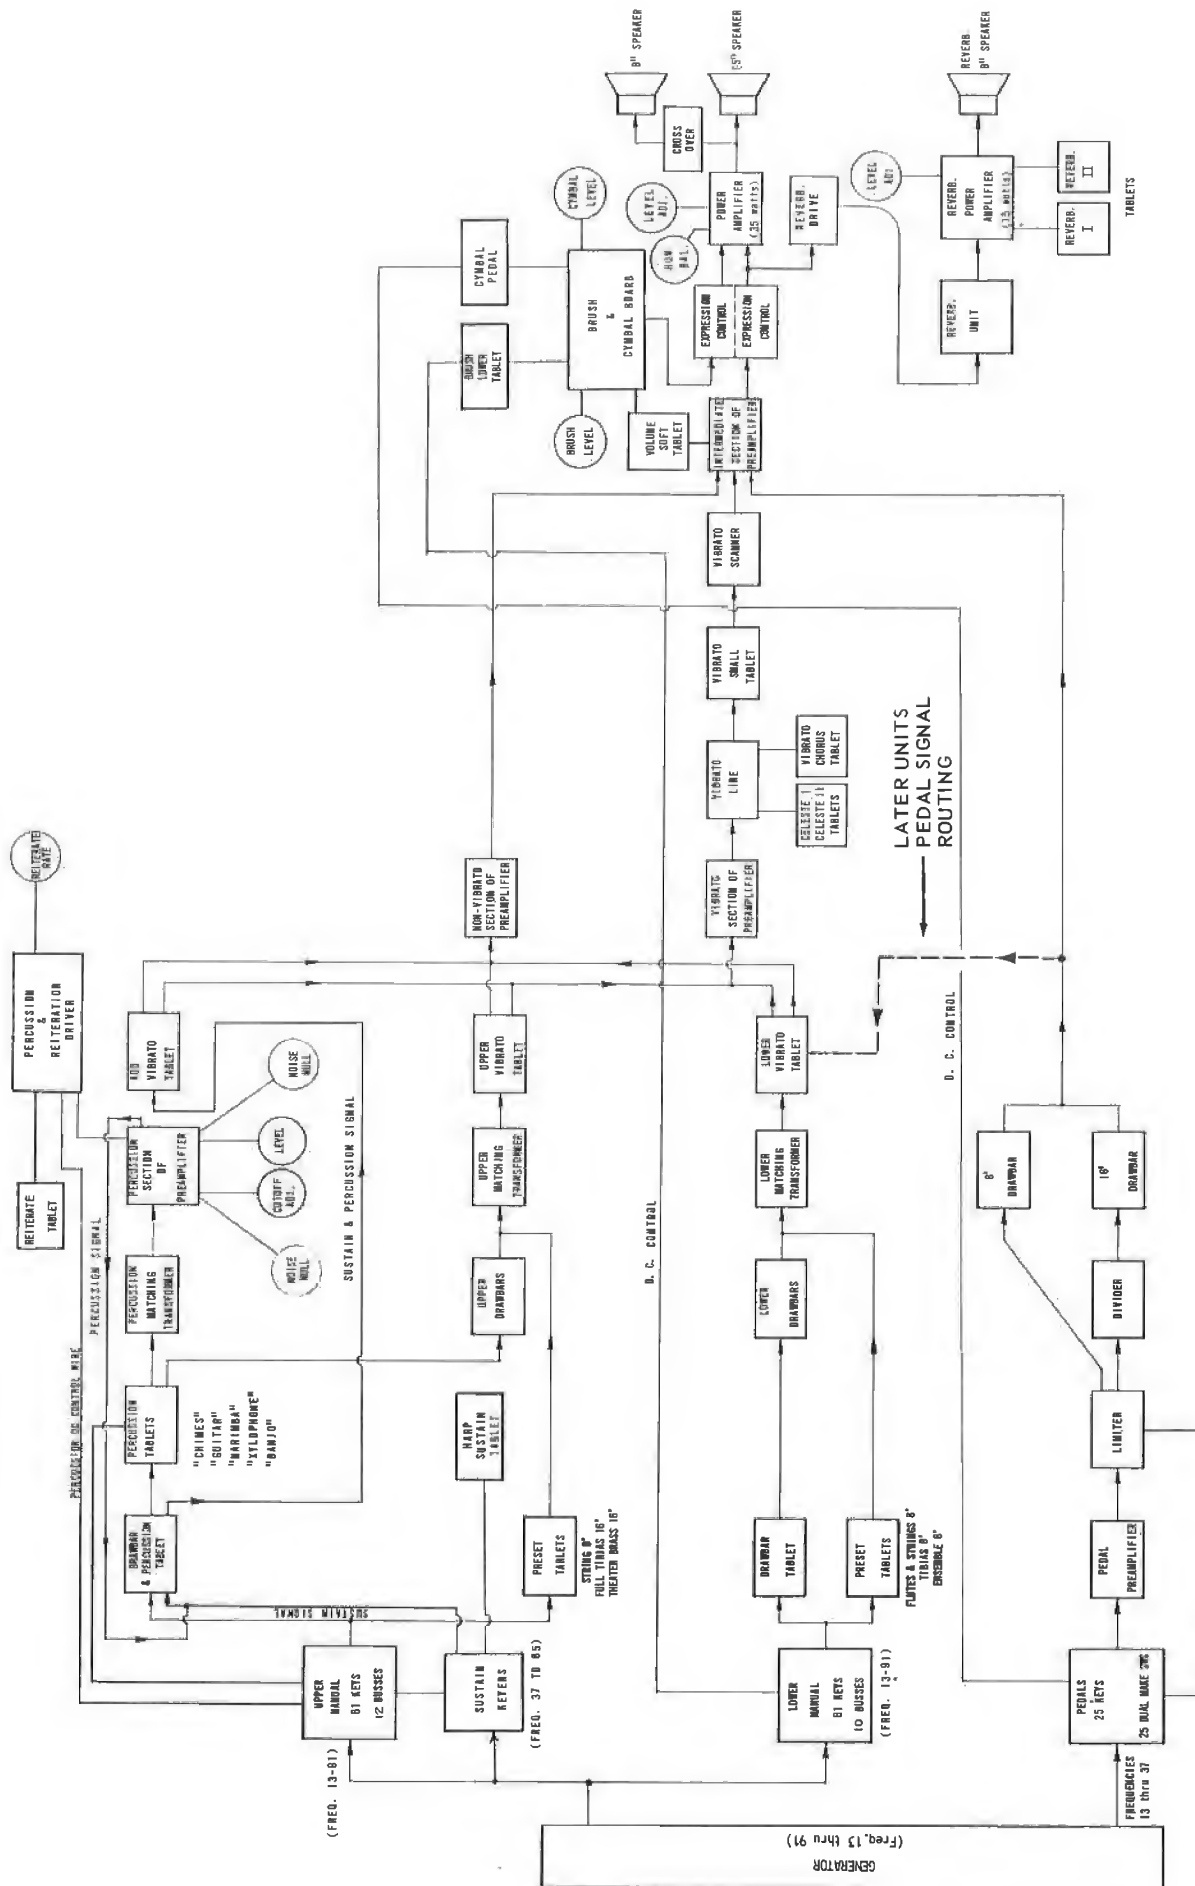 GENERATOR
(Freq. 13 thru 91)
(FREQ. 13-81)
UPPER
MANUAL
61 KEYS
12 BUSSES
SUSTAIN
KEYERS
(FREQ. 37 TO 85)
LOWER
MANUAL
61 KEYS
10 BUSSES
(FREQ. 13-91)
FREQUENCIES
13 thru 37
PEDALS
25 KEYS
25 DUAL MAKE SWS
PERCUSSION DC CONTROL WIRE
PERCUSSION SIGNAL
SUSTAIN SIGNAL
DRAWBAR
& PERCUSSION
TABLET
PERCUSSION
TABLETS
"CHIMES"
"GUITAR"
"MARIMBA"
"XYLOPHONE"
"BANJO"
PERCUSSION
MATCHING
TRANSFORMER
PERCUSSION
SECTION
OF
PREAMPLIFIER
NOISE
NULL
CUTOFF
ADJ.
LEVEL
NOISE
NULL
SUSTAIN & PERCUSSION SIGNAL
REITERATE
TABLET
PERCUSSION
&
REITERATION
DRIVER
REITERATE
RATE
ADD
VIBRATO
TABLET
HARP
SUSTAIN
TABLET
PRESET
TABLETS
STRING 8'
FULL TIBIAS 16'
THEATER BRASS 16'
UPPER
DRAWBARS
UPPER
MATCHING
TRANSFORMER
UPPER
VIBRATO
TABLET
NON-VIBRATO
SECTION OF
PREAMPLIFIER
D. C. CONTROL
DRAWBAR
TABLET
PRESET
TABLETS
FLUTES & STRINGS 8'
TIBIAS 8'
ENSEMBLE 8'
LOWER
DRAWBARS
LOWER
MATCHING
TRANSFORMER
LOWER
VIBRATO
TABLET
VIBRATO
SECTION OF
PREAMPLIFIER
VIBRATO
LINE
CELESTE I
CELESTE II
TABLETS
VIBRATO
CHORUS
TABLET
VIBRATO
SMALL
TABLET
VIBRATO
SCANNER
LATER UNITS
PEDAL SIGNAL
ROUTING
D. C. CONTROL
PEDAL
PREAMPLIFIER
LIMITER
DIVIDER
8'
DRAWBAR
16'
DRAWBAR
INTERMEDIATE
SECTION OF
PREAMPLIFIER
VOLUME
SOFT
TABLET
BRUSH
LEVEL
BRUSH
LOWER
TABLET
CYMBAL
PEDAL
BRUSH
&
CYMBAL BOARD
CYMBAL
LEVEL
EXPRESSION
CONTROL
EXPRESSION
CONTROL
HUM
BAL.
LEVEL
ADJ.
POWER
AMPLIFIER
(35 watts)
CROSS
OVER
8" SPEAKER
15" SPEAKER
REVERB.
DRIVE
REVERB.
UNIT
LEVEL
ADJ
REVERB.
POWER
AMPLIFIER
(15 watts)
REVERB.
8" SPEAKER
REVERB.
I
REVERB.
II
TABLETS